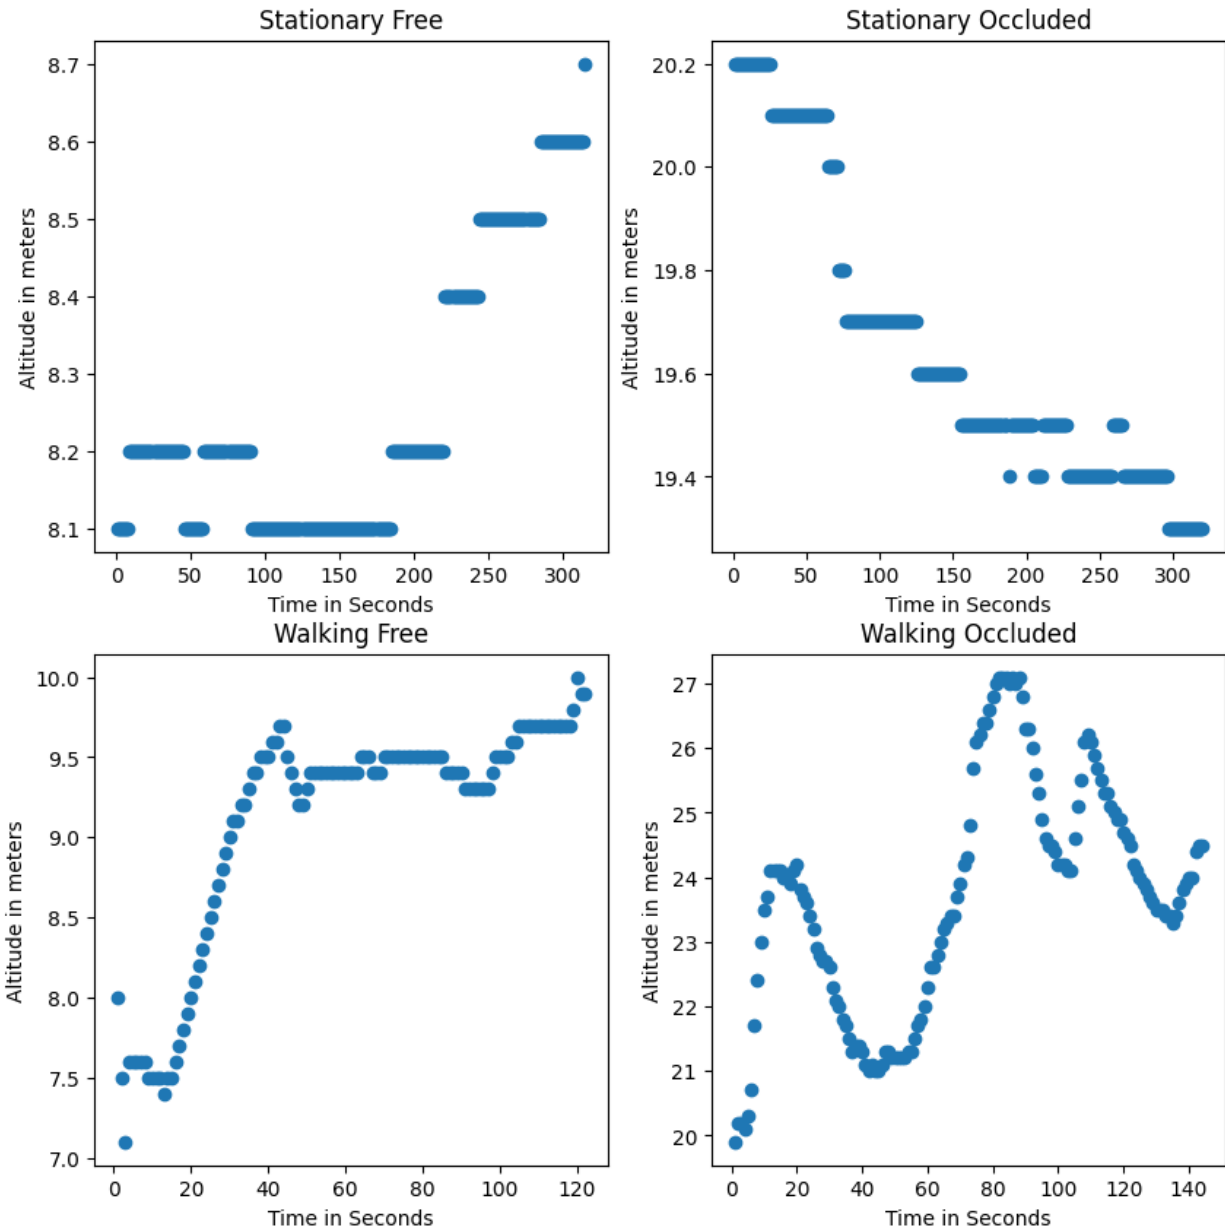 Stationary Free
8.7
8.6
8.5
8.4
8.3
8.2
8.1
Altitude in meters
0 50 100 150 200 250 300
Time in Seconds
Stationary Occluded
20.2
20.0
19.8
19.6
19.4
Altitude in meters
0 50 100 150 200 250 300
Time in Seconds
Walking Free
10.0
9.5
9.0
8.5
8.0
7.5
7.0
Altitude in meters
0 20 40 60 80 100 120
Time in Seconds
Walking Occluded
27
26
25
24
23
22
21
20
Altitude in meters
0 20 40 60 80 100 120 140
Time in Seconds